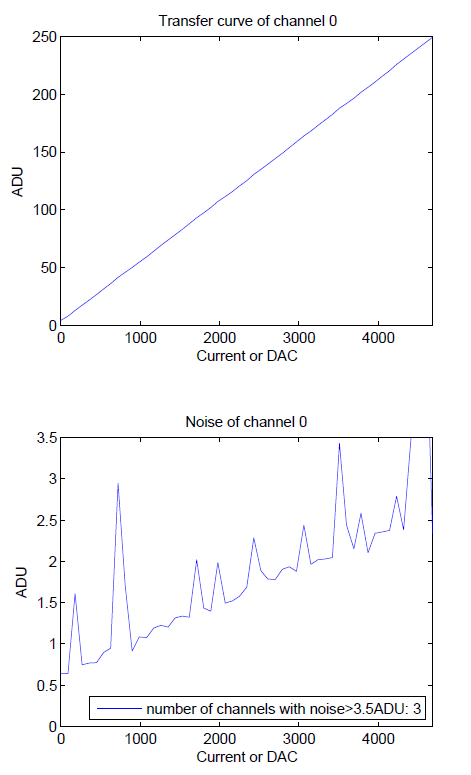 Transfer curve of channel 0
250
200
150
100
50
0
ADU
0 1000 2000 3000 4000
Current or DAC
Noise of channel 0
3.5
3
2.5
2
1.5
1
0.5
0
ADU
number of channels with noise>3.5ADU: 3
0 1000 2000 3000 4000
Current or DAC